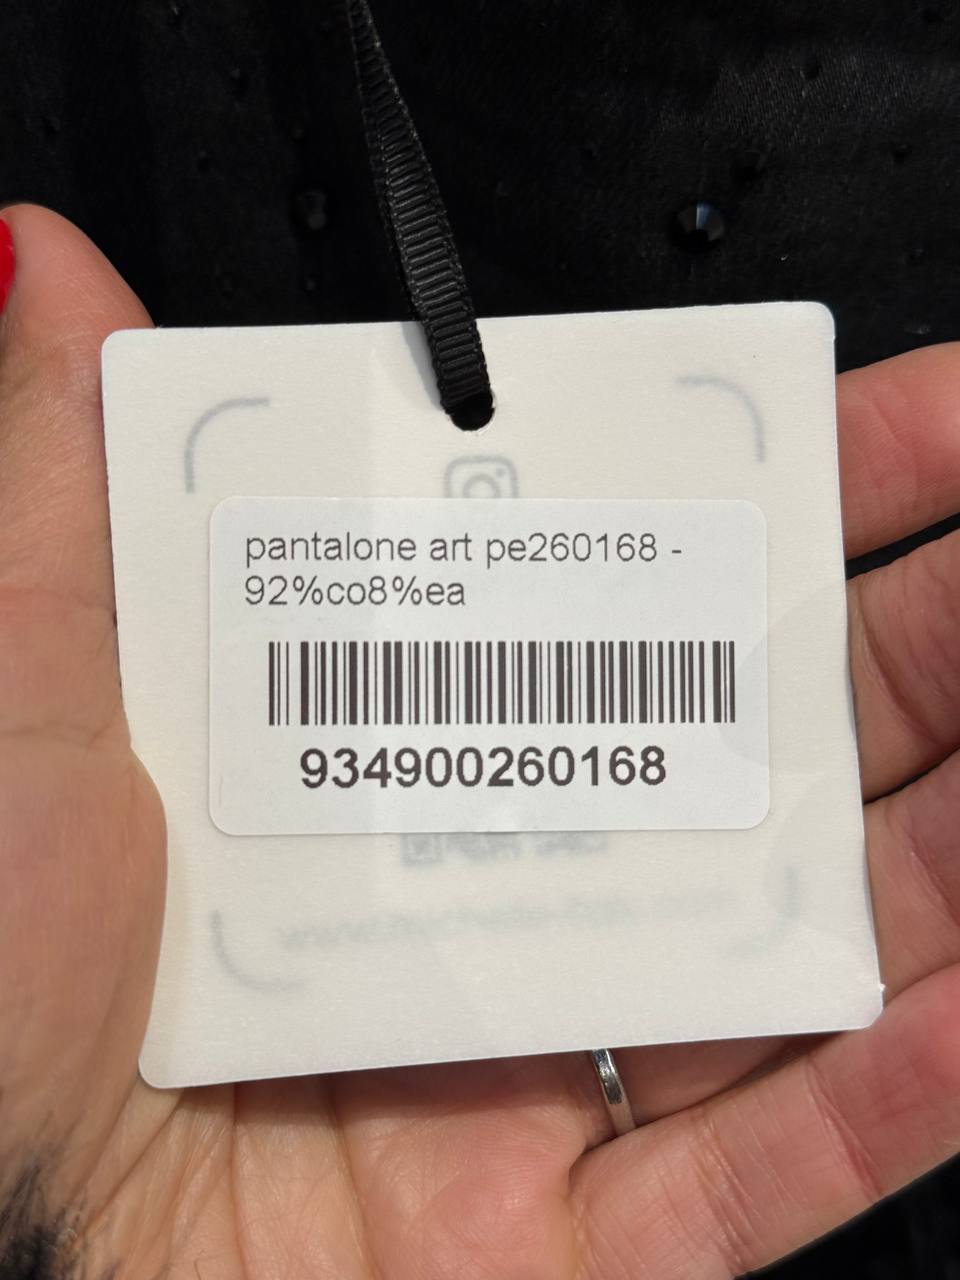 pantalone art pe260168 -
92%co8%ea
934900260168